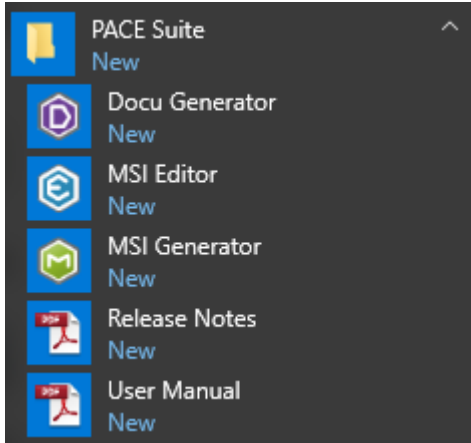 PACE Suite
New
Docu Generator
New
MSI Editor
New
MSI Generator
New
Release Notes
New
User Manual
New